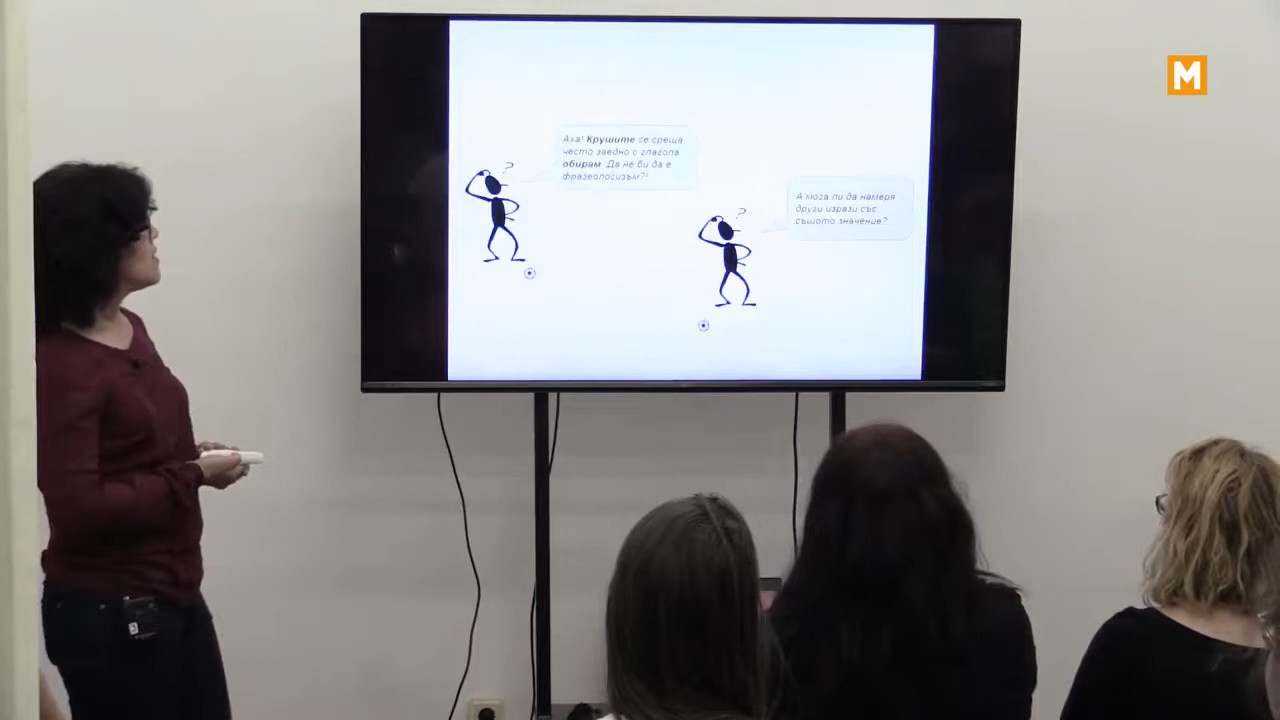 M
Аха! Крушите се среща
често заедно с глагола
обирам. Да не би да е
фразеологизъм?!
?
А мога ли да намеря
други изрази със
същото значение?
?